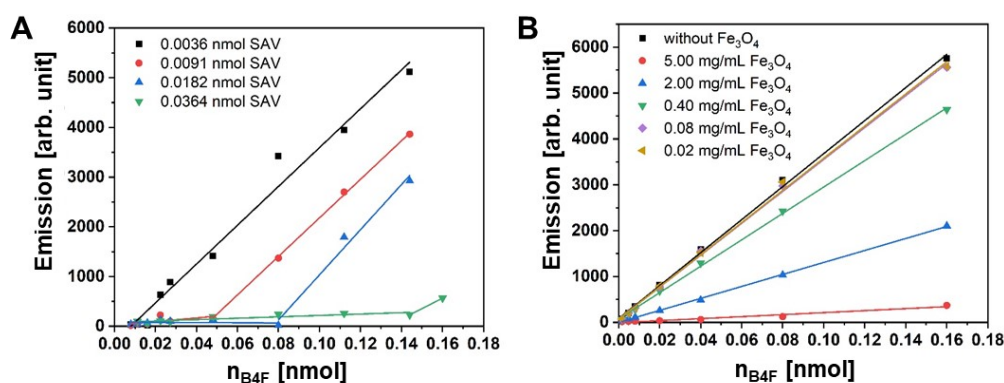 A
Emission [arb. unit]
6000
5000
4000
3000
2000
1000
0
0.0036 nmol SAV
0.0091 nmol SAV
0.0182 nmol SAV
0.0364 nmol SAV
0.00 0.02 0.04 0.06 0.08 0.10 0.12 0.14 0.16 0.18
n_B4F [nmol]
B
Emission [arb. unit]
6000
5000
4000
3000
2000
1000
0
without Fe₃O₄
5.00 mg/mL Fe₃O₄
2.00 mg/mL Fe₃O₄
0.40 mg/mL Fe₃O₄
0.08 mg/mL Fe₃O₄
0.02 mg/mL Fe₃O₄
0.00 0.02 0.04 0.06 0.08 0.10 0.12 0.14 0.16 0.18
n_B4F [nmol]